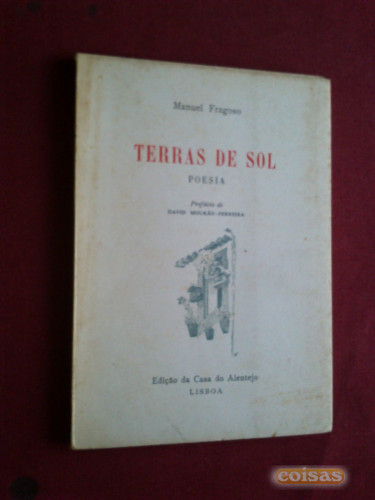 Manuel Fragoso
TERRAS DE SOL
POESIA
Prefácio de
DAVID MOURÃO-FERREIRA
Edição da Casa do Alentejo
LISBOA
coisas